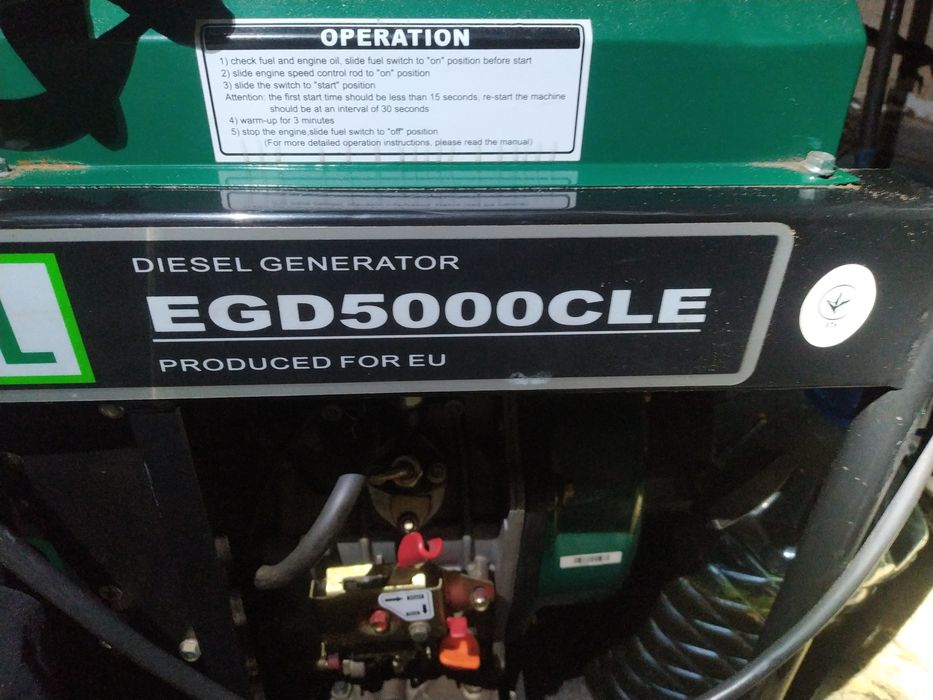 OPERATION
1) check fuel and engine oil, slide fuel switch to "on" position before start
2) slide engine speed control rod to "on" position
3) slide the switch to "start" position
Attention: the first start time should be less than 15 seconds, re-start the machine
should be at an interval of 30 seconds
4) warm-up for 3 minutes
5) stop the engine,slide fuel switch to "off" position
(For more detailed operation instructions, please read the manual)
L
DIESEL GENERATOR
EGD5000CLE
PRODUCED FOR EU